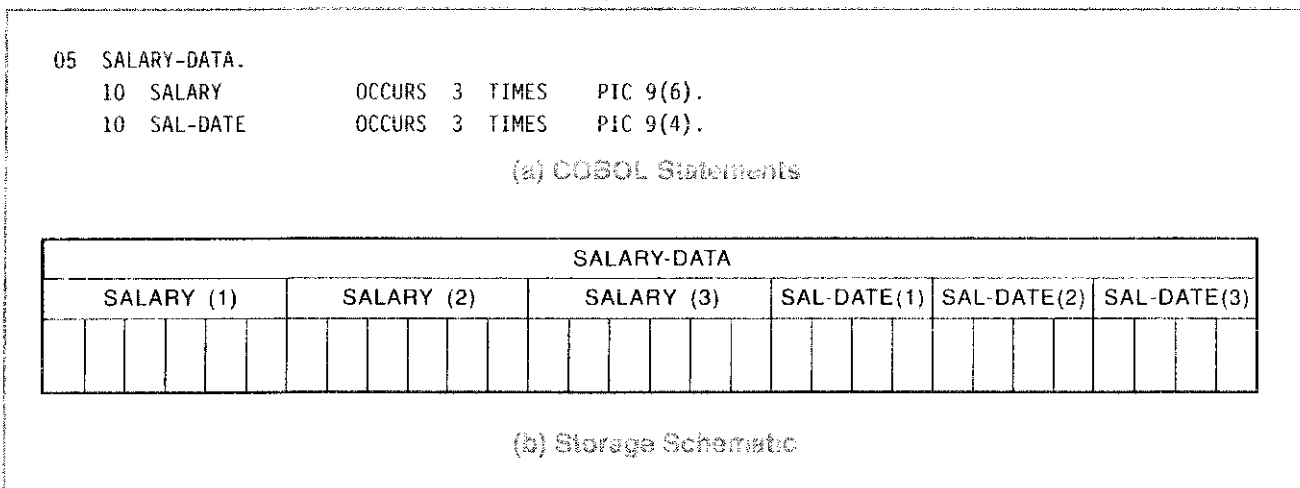 05 SALARY-DATA.
10 SALARY OCCURS 3 TIMES PIC 9(6).
10 SAL-DATE OCCURS 3 TIMES PIC 9(4).
(a) COBOL Statements
SALARY-DATA
SALARY (1) SALARY (2) SALARY (3) SAL-DATE(1) SAL-DATE(2) SAL-DATE(3)
(b) Storage Schematic